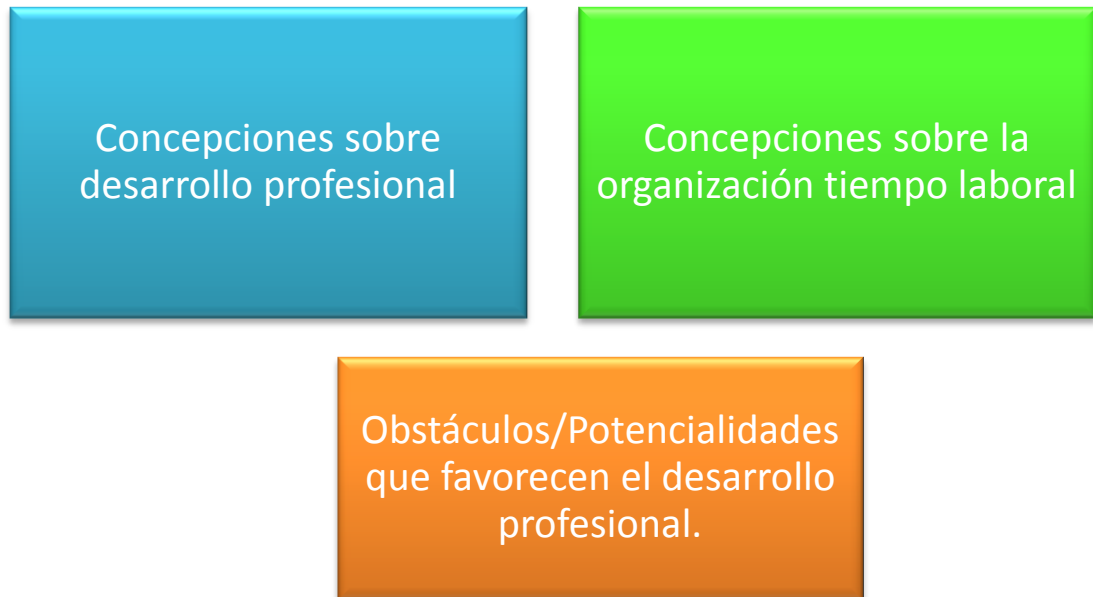 Concepciones sobre
desarrollo profesional
Concepciones sobre la
organización tiempo laboral
Obstáculos/Potencialidades
que favorecen el desarrollo
profesional.